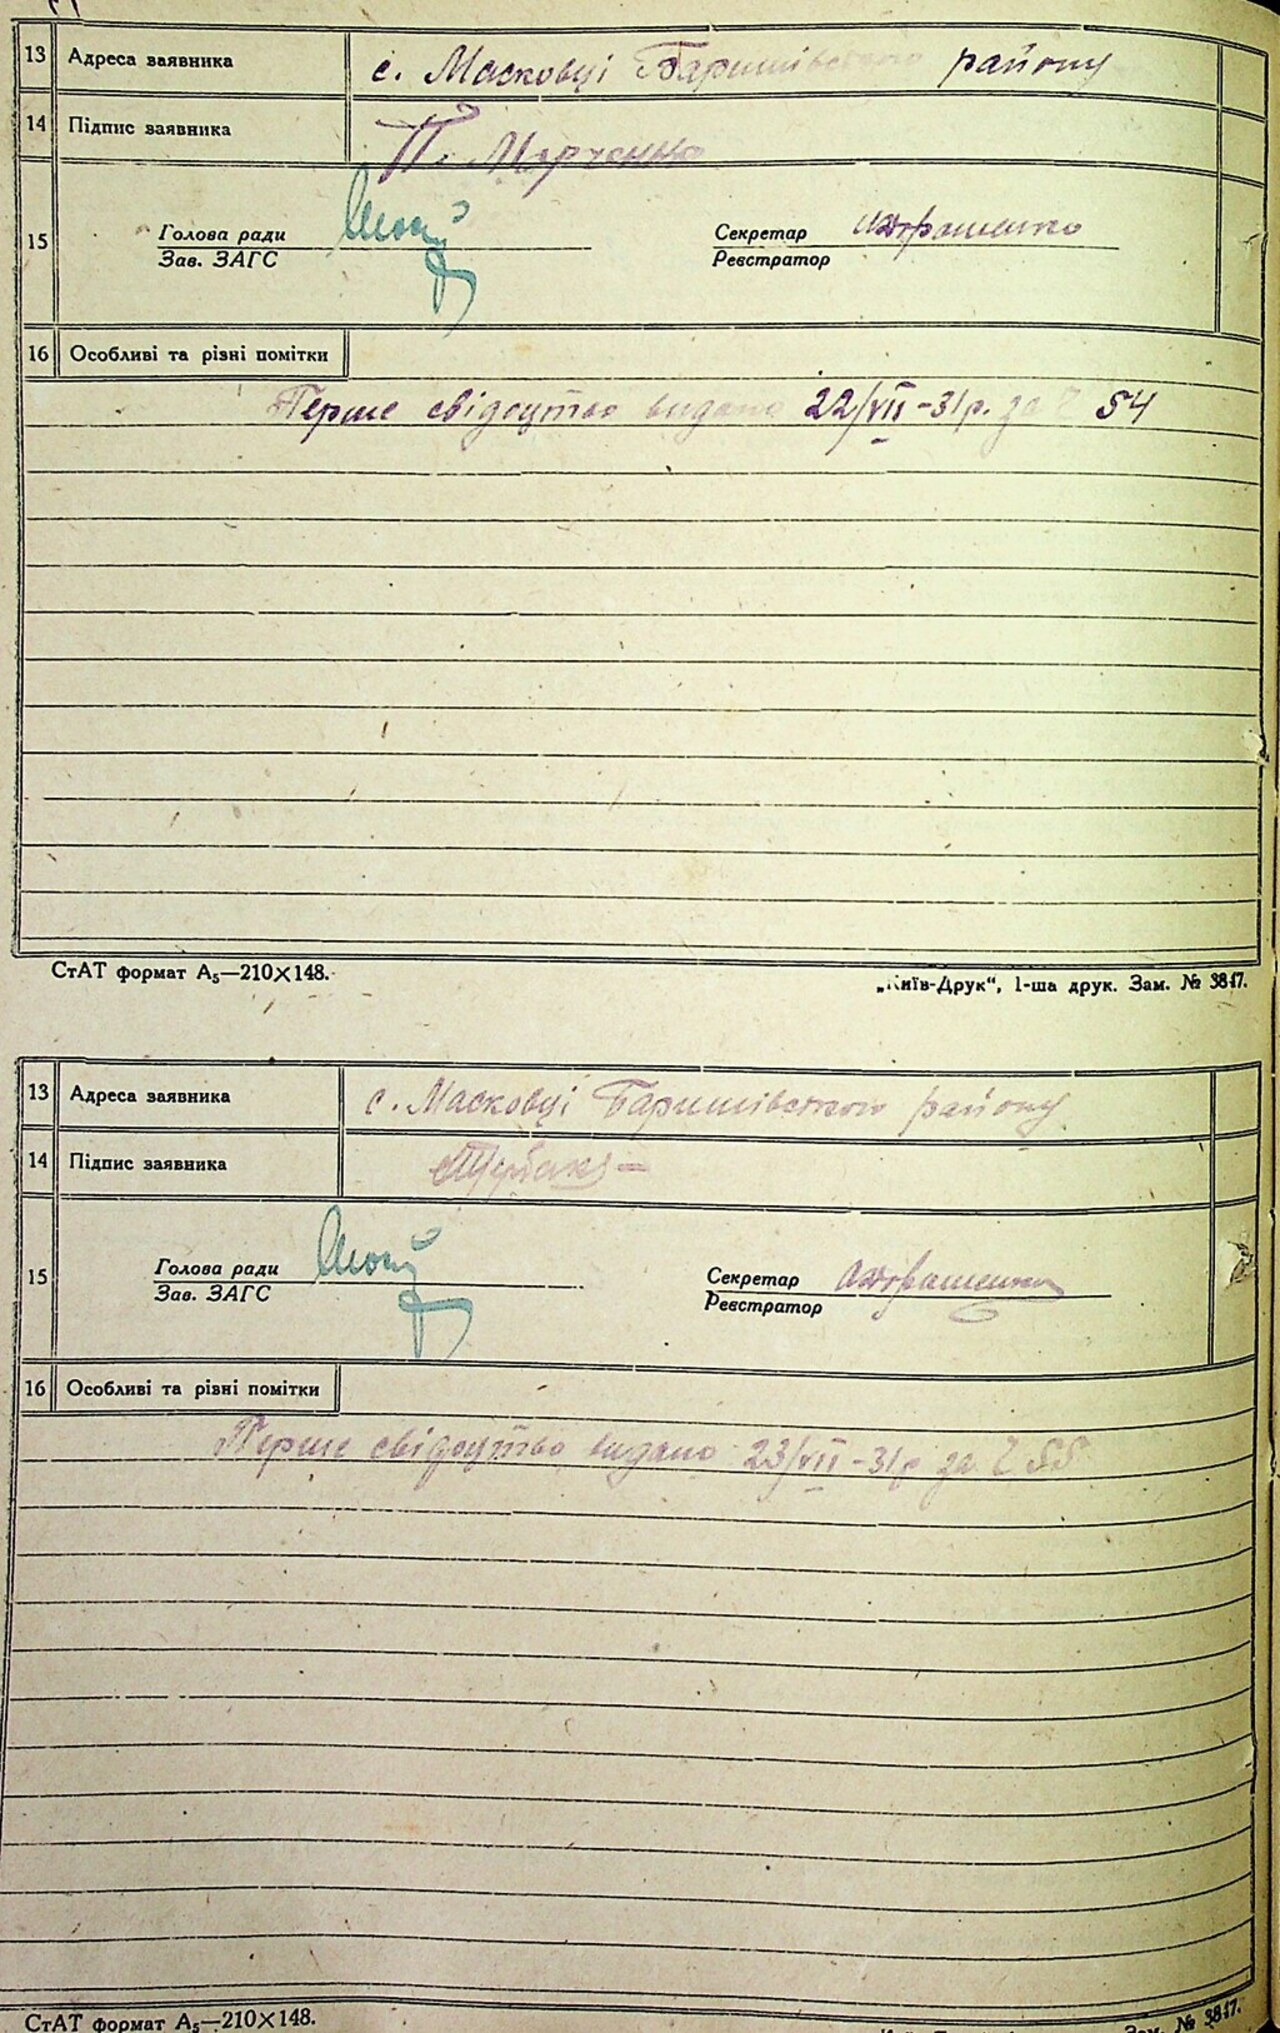 13 Адреса заявника с. Масковці Баришівського району
14 Підпис заявника П. Марченко
15 Голова ради
Зав. ЗАГС
Секретар
Реєстратор
16 Особливі та різні помітки
Перше свідоцтво видано 22/VII-31р. за № 54
СтАТ формат А₅—210×148.
„Київ-Друк“, 1-ша друк. Зам. № 3847.
13 Адреса заявника с. Масковці Баришівського району
14 Підпис заявника
15 Голова ради
Зав. ЗАГС
Секретар
Реєстратор
16 Особливі та різні помітки
Перше свідоцтво видано 23/VII-31р за № 55
СтАТ формат А₅—210×148.
Зам. № 3847.